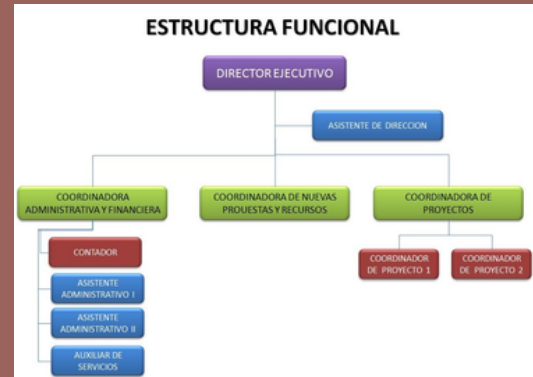 ESTRUCTURA FUNCIONAL
DIRECTOR EJECUTIVO
ASISTENTE DE DIRECCION
COORDINADORA
ADMINISTRATIVA Y FINANCIERA
COORDINADORA DE NUEVAS
PROUESTAS Y RECURSOS
COORDINADORA DE
PROYECTOS
CONTADOR
COORDINADOR
DE PROYECTO 1
COORDINADOR
DE PROYECTO 2
ASISTENTE
ADMINISTRATIVO I
ASISTENTE
ADMINISTRATIVO II
AUXILIAR DE
SERVICIOS